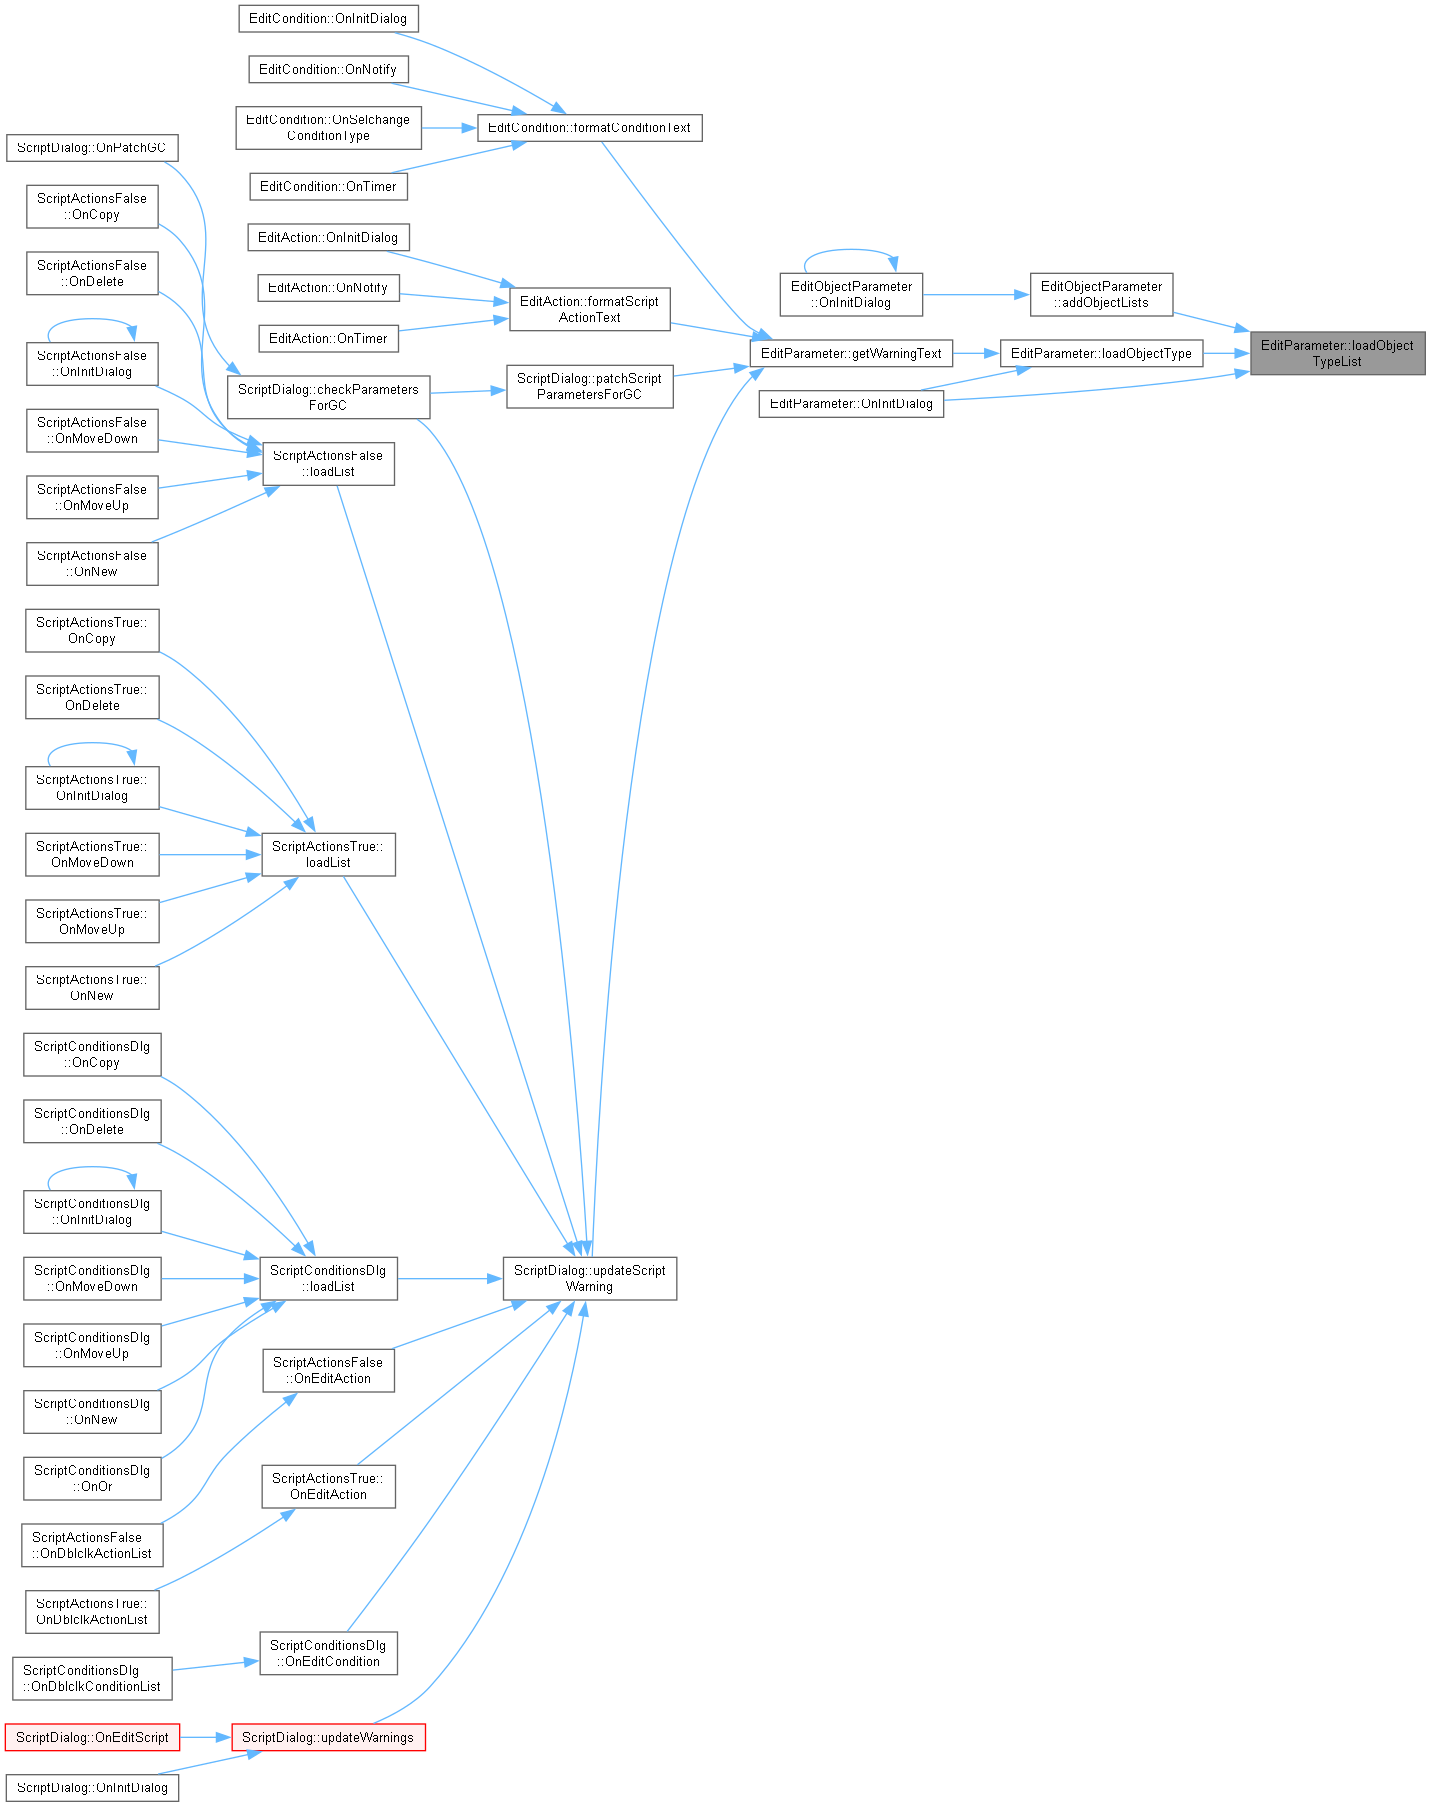 EditCondition::OnInitDialog
EditCondition::OnNotify
EditCondition::OnSelchange
ConditionType
EditCondition::formatConditionText
EditCondition::OnTimer
ScriptDialog::OnPatchGC
ScriptActionsFalse
::OnCopy
ScriptActionsFalse
::OnDelete
ScriptActionsFalse
::OnInitDialog
ScriptActionsFalse
::OnMoveDown
ScriptActionsFalse
::OnMoveUp
ScriptActionsFalse
::OnNew
EditAction::OnInitDialog
EditAction::OnNotify
EditAction::OnTimer
EditAction::formatScript
ActionText
ScriptDialog::checkParameters
ForGC
ScriptActionsFalse
::loadList
ScriptDialog::patchScript
ParametersForGC
EditObjectParameter
::OnInitDialog
EditObjectParameter
::addObjectLists
EditParameter::getWarningText
EditParameter::loadObjectType
EditParameter::OnInitDialog
EditParameter::loadObject
TypeList
ScriptActionsTrue::
OnCopy
ScriptActionsTrue::
OnDelete
ScriptActionsTrue::
OnInitDialog
ScriptActionsTrue::
OnMoveDown
ScriptActionsTrue::
OnMoveUp
ScriptActionsTrue::
OnNew
ScriptActionsTrue::
loadList
ScriptConditionsDlg
::OnCopy
ScriptConditionsDlg
::OnDelete
ScriptConditionsDlg
::OnInitDialog
ScriptConditionsDlg
::OnMoveDown
ScriptConditionsDlg
::OnMoveUp
ScriptConditionsDlg
::OnNew
ScriptConditionsDlg
::OnOr
ScriptConditionsDlg
::loadList
ScriptDialog::updateScript
Warning
ScriptActionsFalse
::OnEditAction
ScriptActionsTrue::
OnEditAction
ScriptActionsFalse
::OnDblclkActionList
ScriptActionsTrue::
OnDblclkActionList
ScriptConditionsDlg
::OnEditCondition
ScriptConditionsDlg
::OnDblclkConditionList
ScriptDialog::OnEditScript
ScriptDialog::updateWarnings
ScriptDialog::OnInitDialog